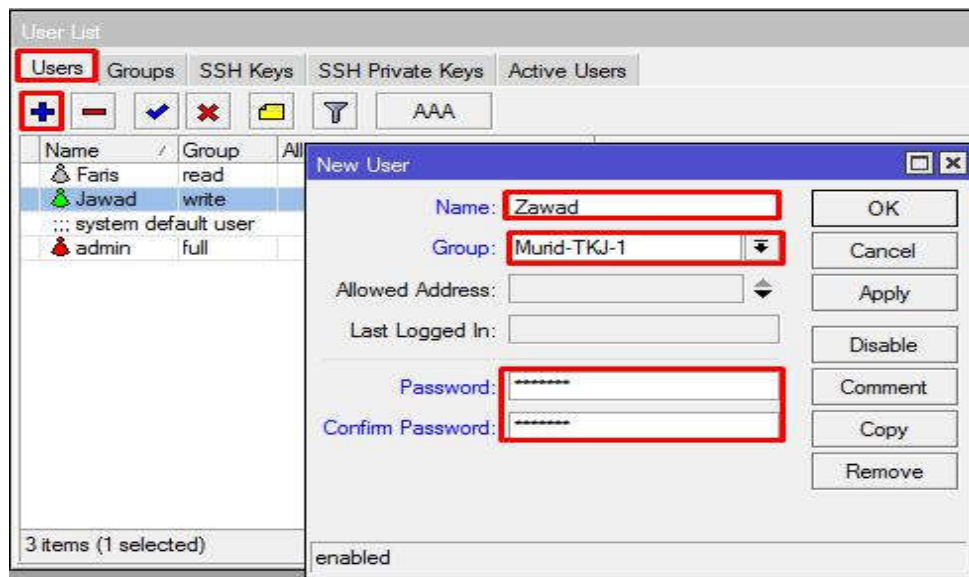 User List
Users Groups SSH Keys SSH Private Keys Active Users
AAA
Name / Group All
Faris read
Jawad write
;;; system default user
admin full
3 items (1 selected)
New User
Name: Zawad
Group: Murid-TKJ-1
Allowed Address:
Last Logged In:
Password: *******
Confirm Password: *******
enabled
OK
Cancel
Apply
Disable
Comment
Copy
Remove